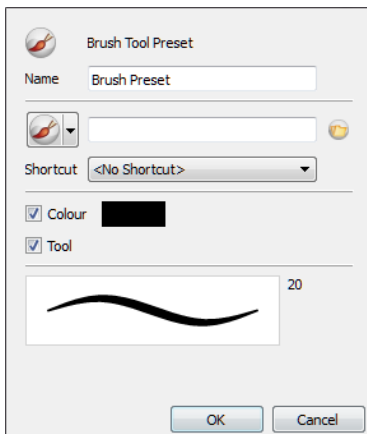 Brush Tool Preset
Name Brush Preset
Shortcut <No Shortcut>
Colour
Tool
20
OK Cancel